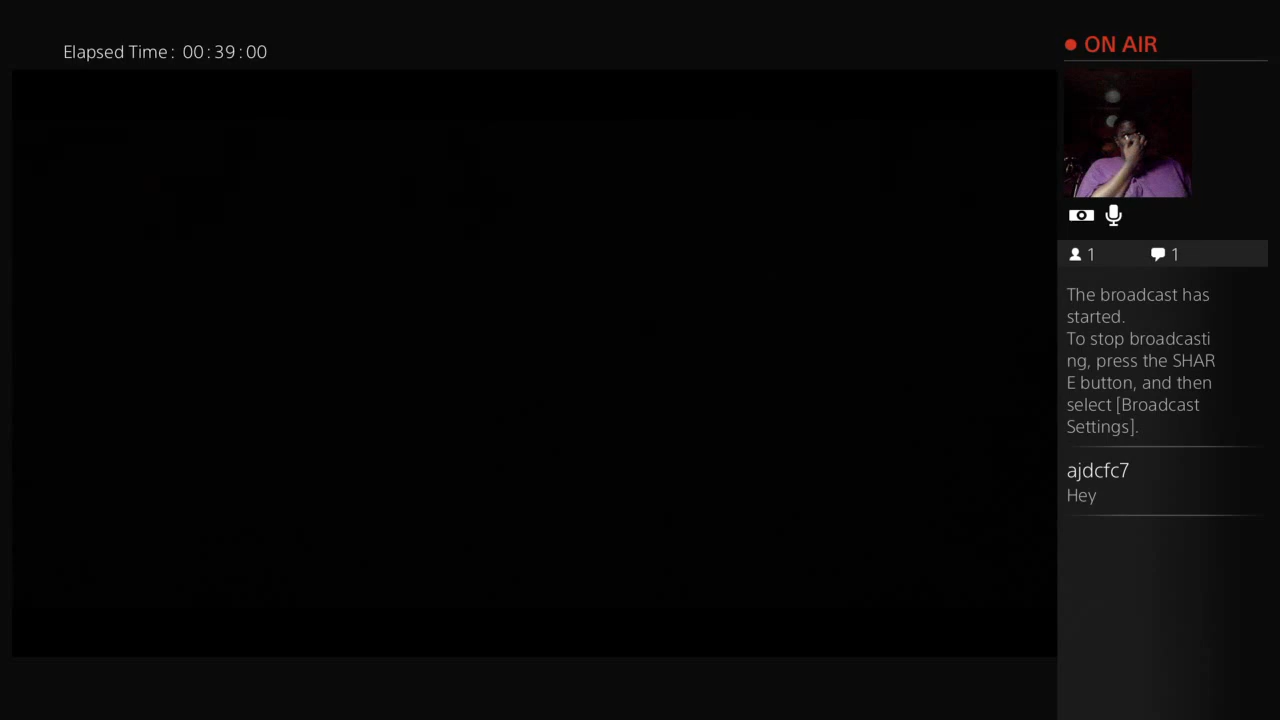 Elapsed Time: 00:39:00
ON AIR
1 1
The broadcast has
started.
To stop broadcasti
ng, press the SHAR
E button, and then
select [Broadcast
Settings].
ajdcfc7
Hey